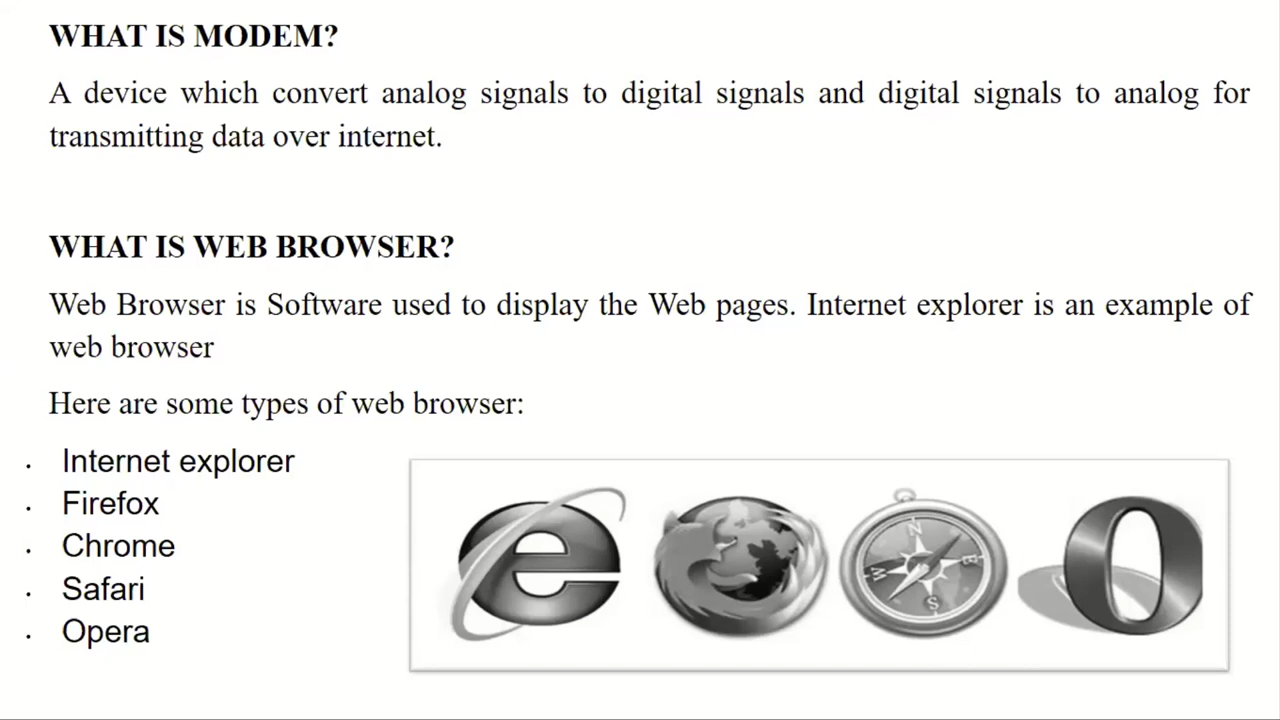 WHAT IS MODEM?
A device which convert analog signals to digital signals and digital signals to analog for
transmitting data over internet.
WHAT IS WEB BROWSER?
Web Browser is Software used to display the Web pages. Internet explorer is an example of
web browser
Here are some types of web browser:
· Internet explorer
· Firefox
· Chrome
· Safari
· Opera